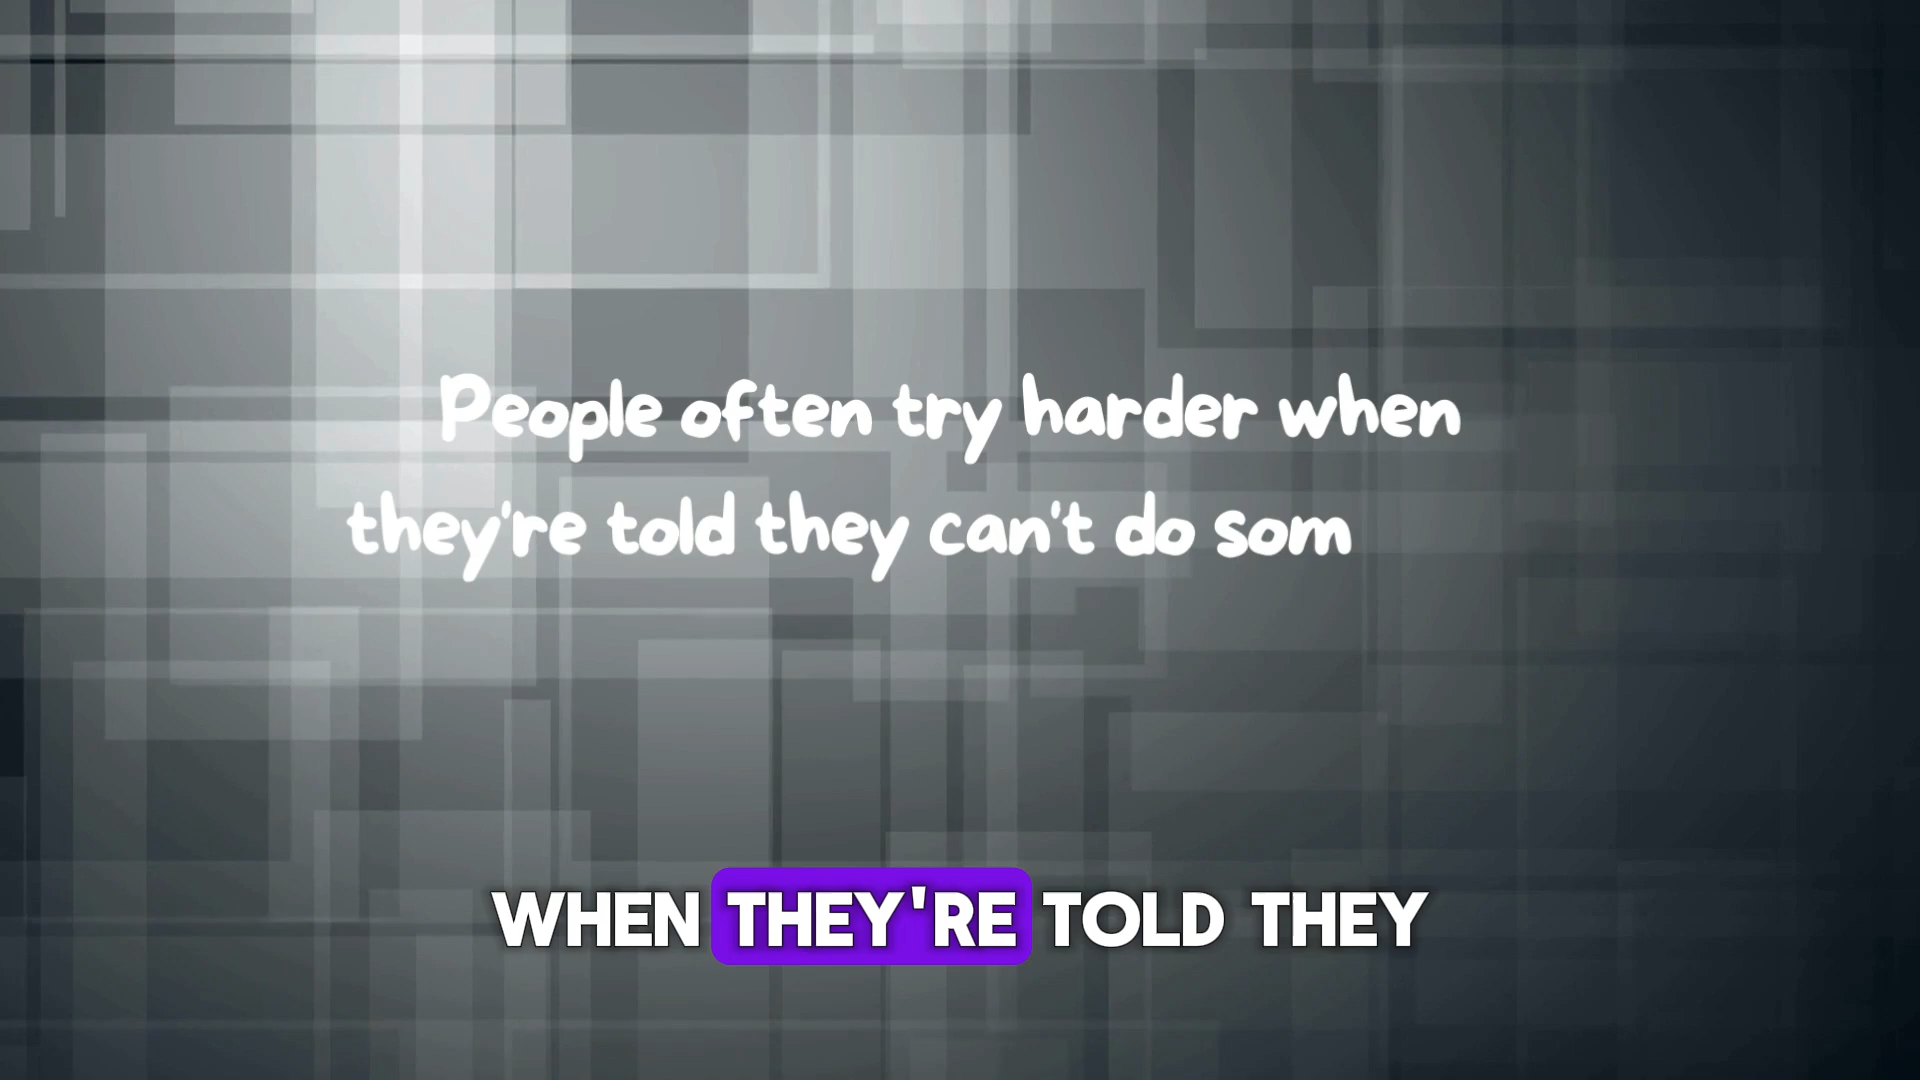 People often try harder when
they're told they can't do som
WHEN THEY'RE TOLD THEY